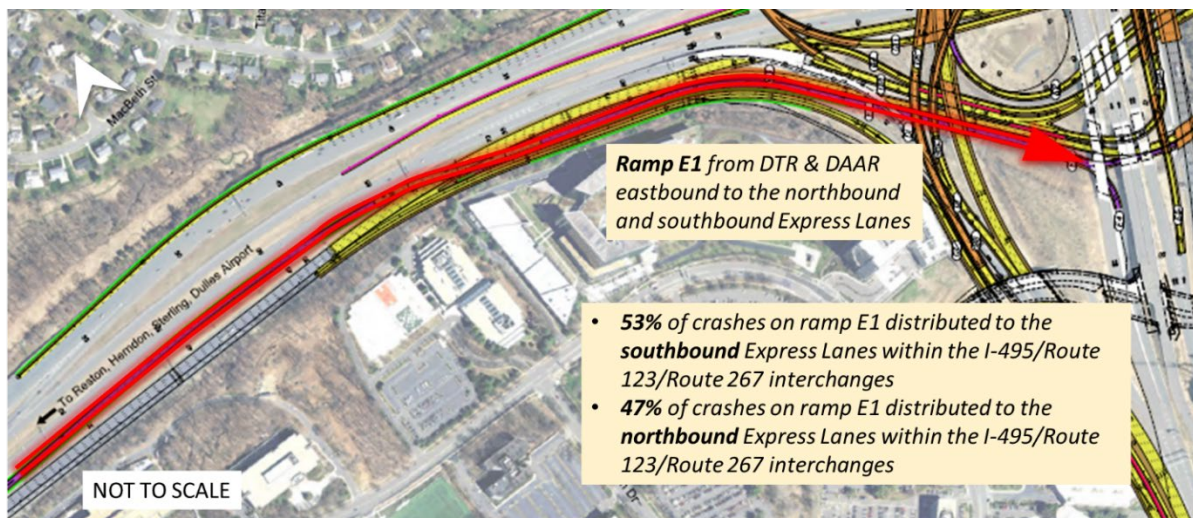 MacBeth St
Ramp E1 from DTR & DAAR
eastbound to the northbound
and southbound Express Lanes
To Reston, Herndon, Sterling, Dulles Airport
• 53% of crashes on ramp E1 distributed to the
southbound Express Lanes within the I-495/Route
123/Route 267 interchanges
• 47% of crashes on ramp E1 distributed to the
northbound Express Lanes within the I-495/Route
123/Route 267 interchanges
NOT TO SCALE
Dr